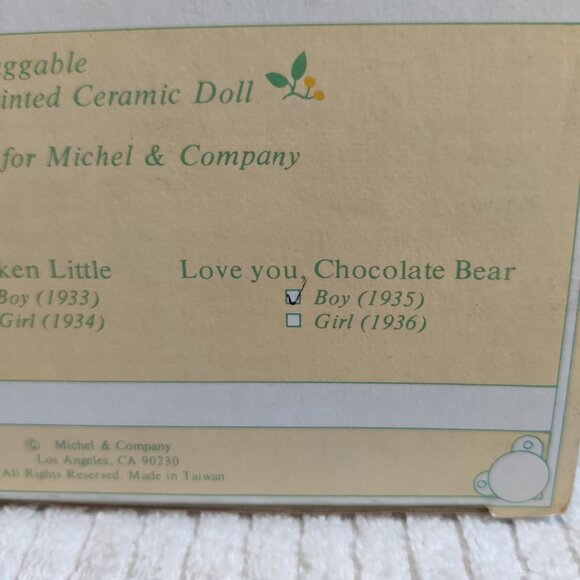 ggable
inted Ceramic Doll
for Michel & Company
ken Little
Boy (1933)
Girl (1934)
Love you, Chocolate Bear
Boy (1935)
Girl (1936)
© Michel & Company
Los Angeles, CA 90230
All Rights Reserved. Made in Taiwan